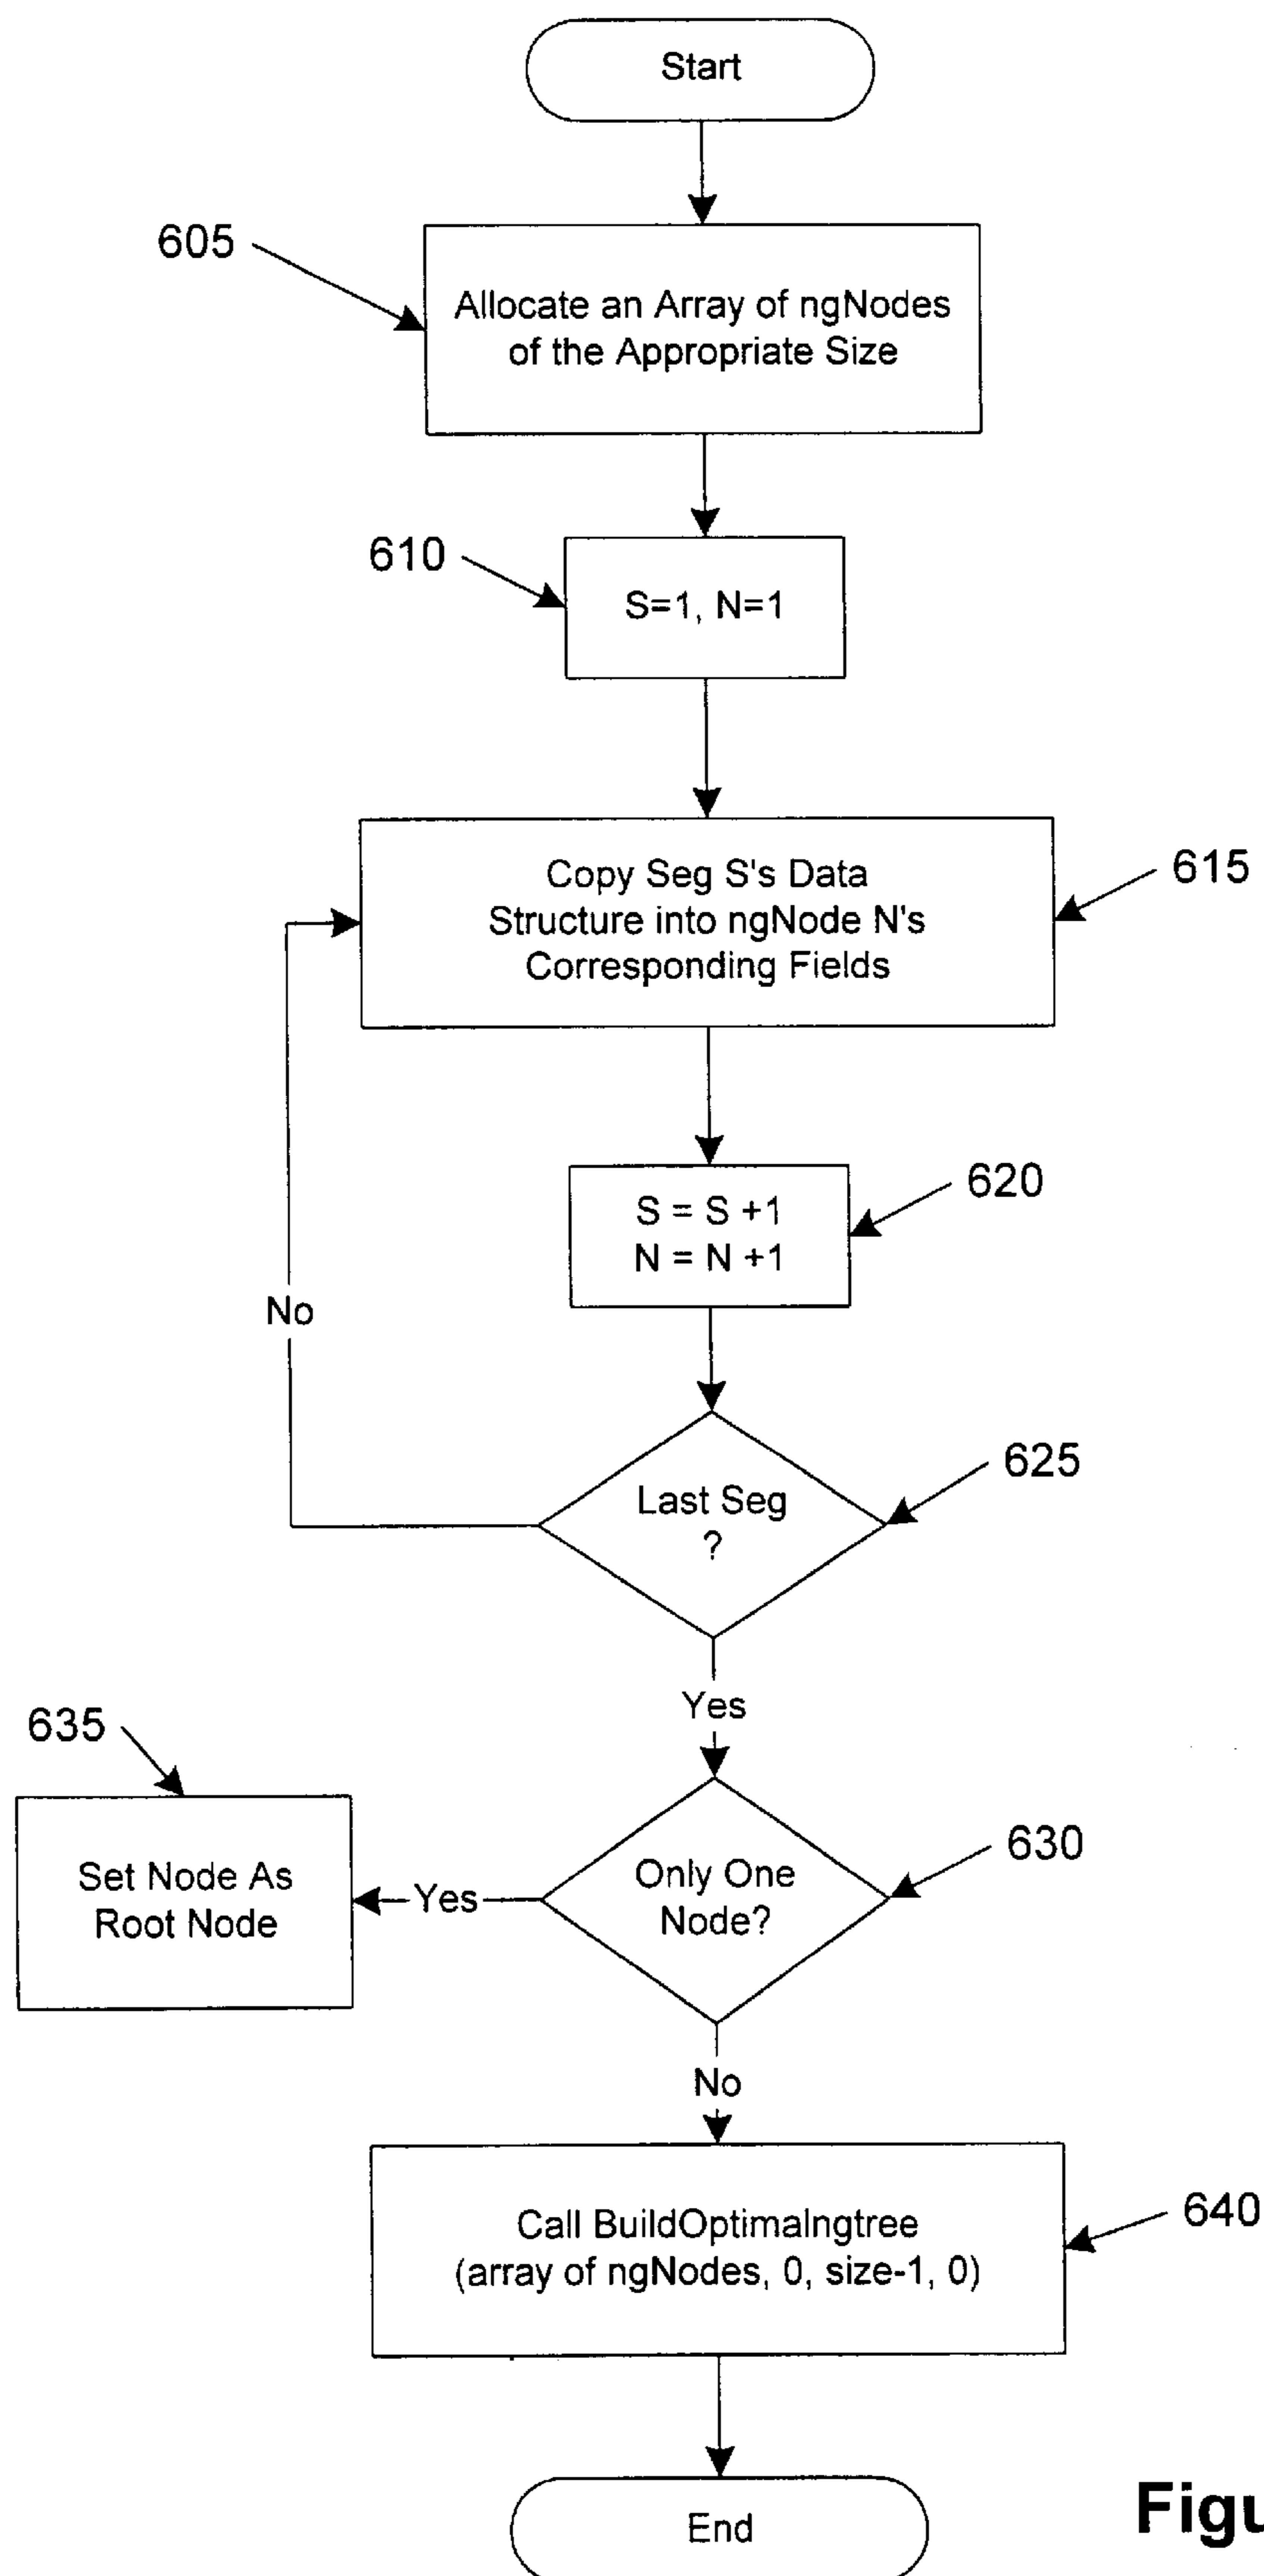 Start
605
Allocate an Array of ngNodes
of the Appropriate Size
610
S=1, N=1
615
Copy Seg S's Data
Structure into ngNode N's
Corresponding Fields
620
S = S +1
N = N +1
No
625
Last Seg
?
Yes
635
Set Node As
Root Node
Yes
630
Only One
Node?
No
640
Call BuildOptimalngtree
(array of ngNodes, 0, size-1, 0)
End